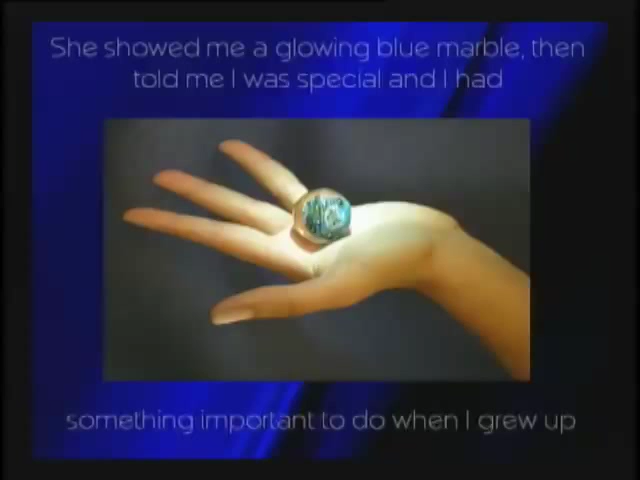 She showed me a glowing blue marble, then
told me I was special and I had
something important to do when I grew up